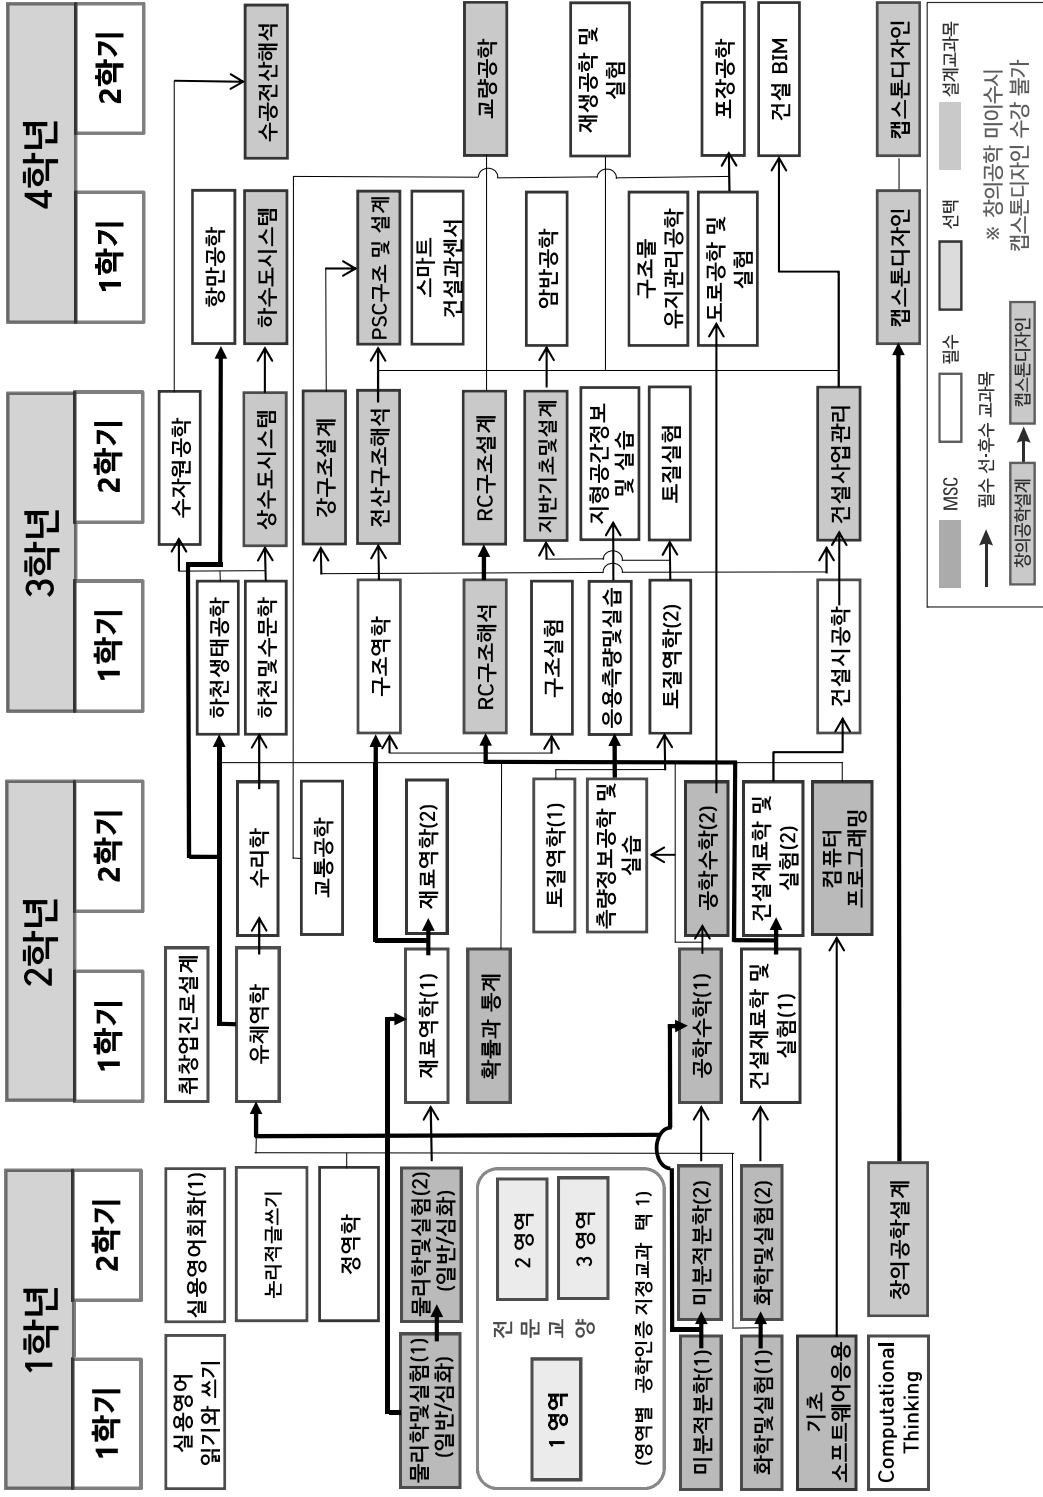 1학년
2학년
3학년
4학년
1학기
2학기
1학기
2학기
1학기
2학기
1학기
2학기
실용영어
읽기와 쓰기
실용영어회화(1)
취창업진로설계
수자원공학
항만공학
수공전산해석
논리적글쓰기
유체역학
수리학
하천생태공학
하천및수문학
상수도시스템
하수도시스템
정역학
교통공학
강구조설계
물리학및실험(1)
(일반/심화)
물리학및실험(2)
(일반/심화)
재료역학(1)
재료역학(2)
구조역학
전산구조해석
PSC구조 및 설계
스마트
건설과센서
확률과 통계
RC구조해석
RC구조설계
교량공학
전문교양
1 영역
2 영역
3 영역
(영역별 공학인증 지정교과 택 1)
토질역학(1)
구조실험
지반기초및설계
암반공학
측량정보공학 및
실습
응용측량및실습
지형공간정보
및 실습
재생공학 및
실험
토질역학(2)
토질실험
구조물
유지관리공학
미분적분학(1)
미분적분학(2)
공학수학(1)
공학수학(2)
도로공학 및
실험
포장공학
화학및실험(1)
화학및실험(2)
건설재료학 및
실험(1)
건설재료학 및
실험(2)
건설시공학
건설사업관리
건설 BIM
기초
소프트웨어응용
컴퓨터
프로그래밍
Computational
Thinking
창의공학설계
캡스톤디자인
캡스톤디자인
MSC
필수
선택
설계교과목
필수 선·후수 교과목
창의공학설계
캡스톤디자인
※ 창의공학 미이수시
캡스톤디자인 수강 불가